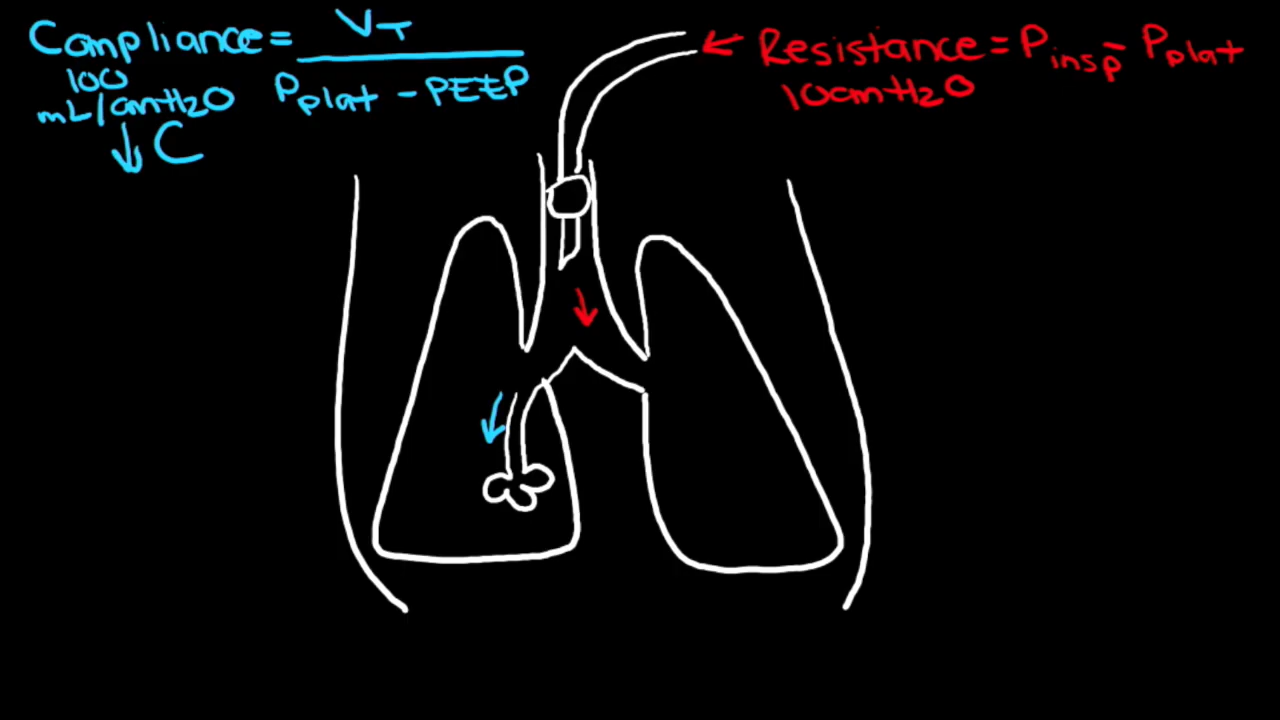 Compliance = VT
Pplat - PEEP
100
mL/cmH2O
↓ C
← Resistance = Pinsp - Pplat
10cmH2O